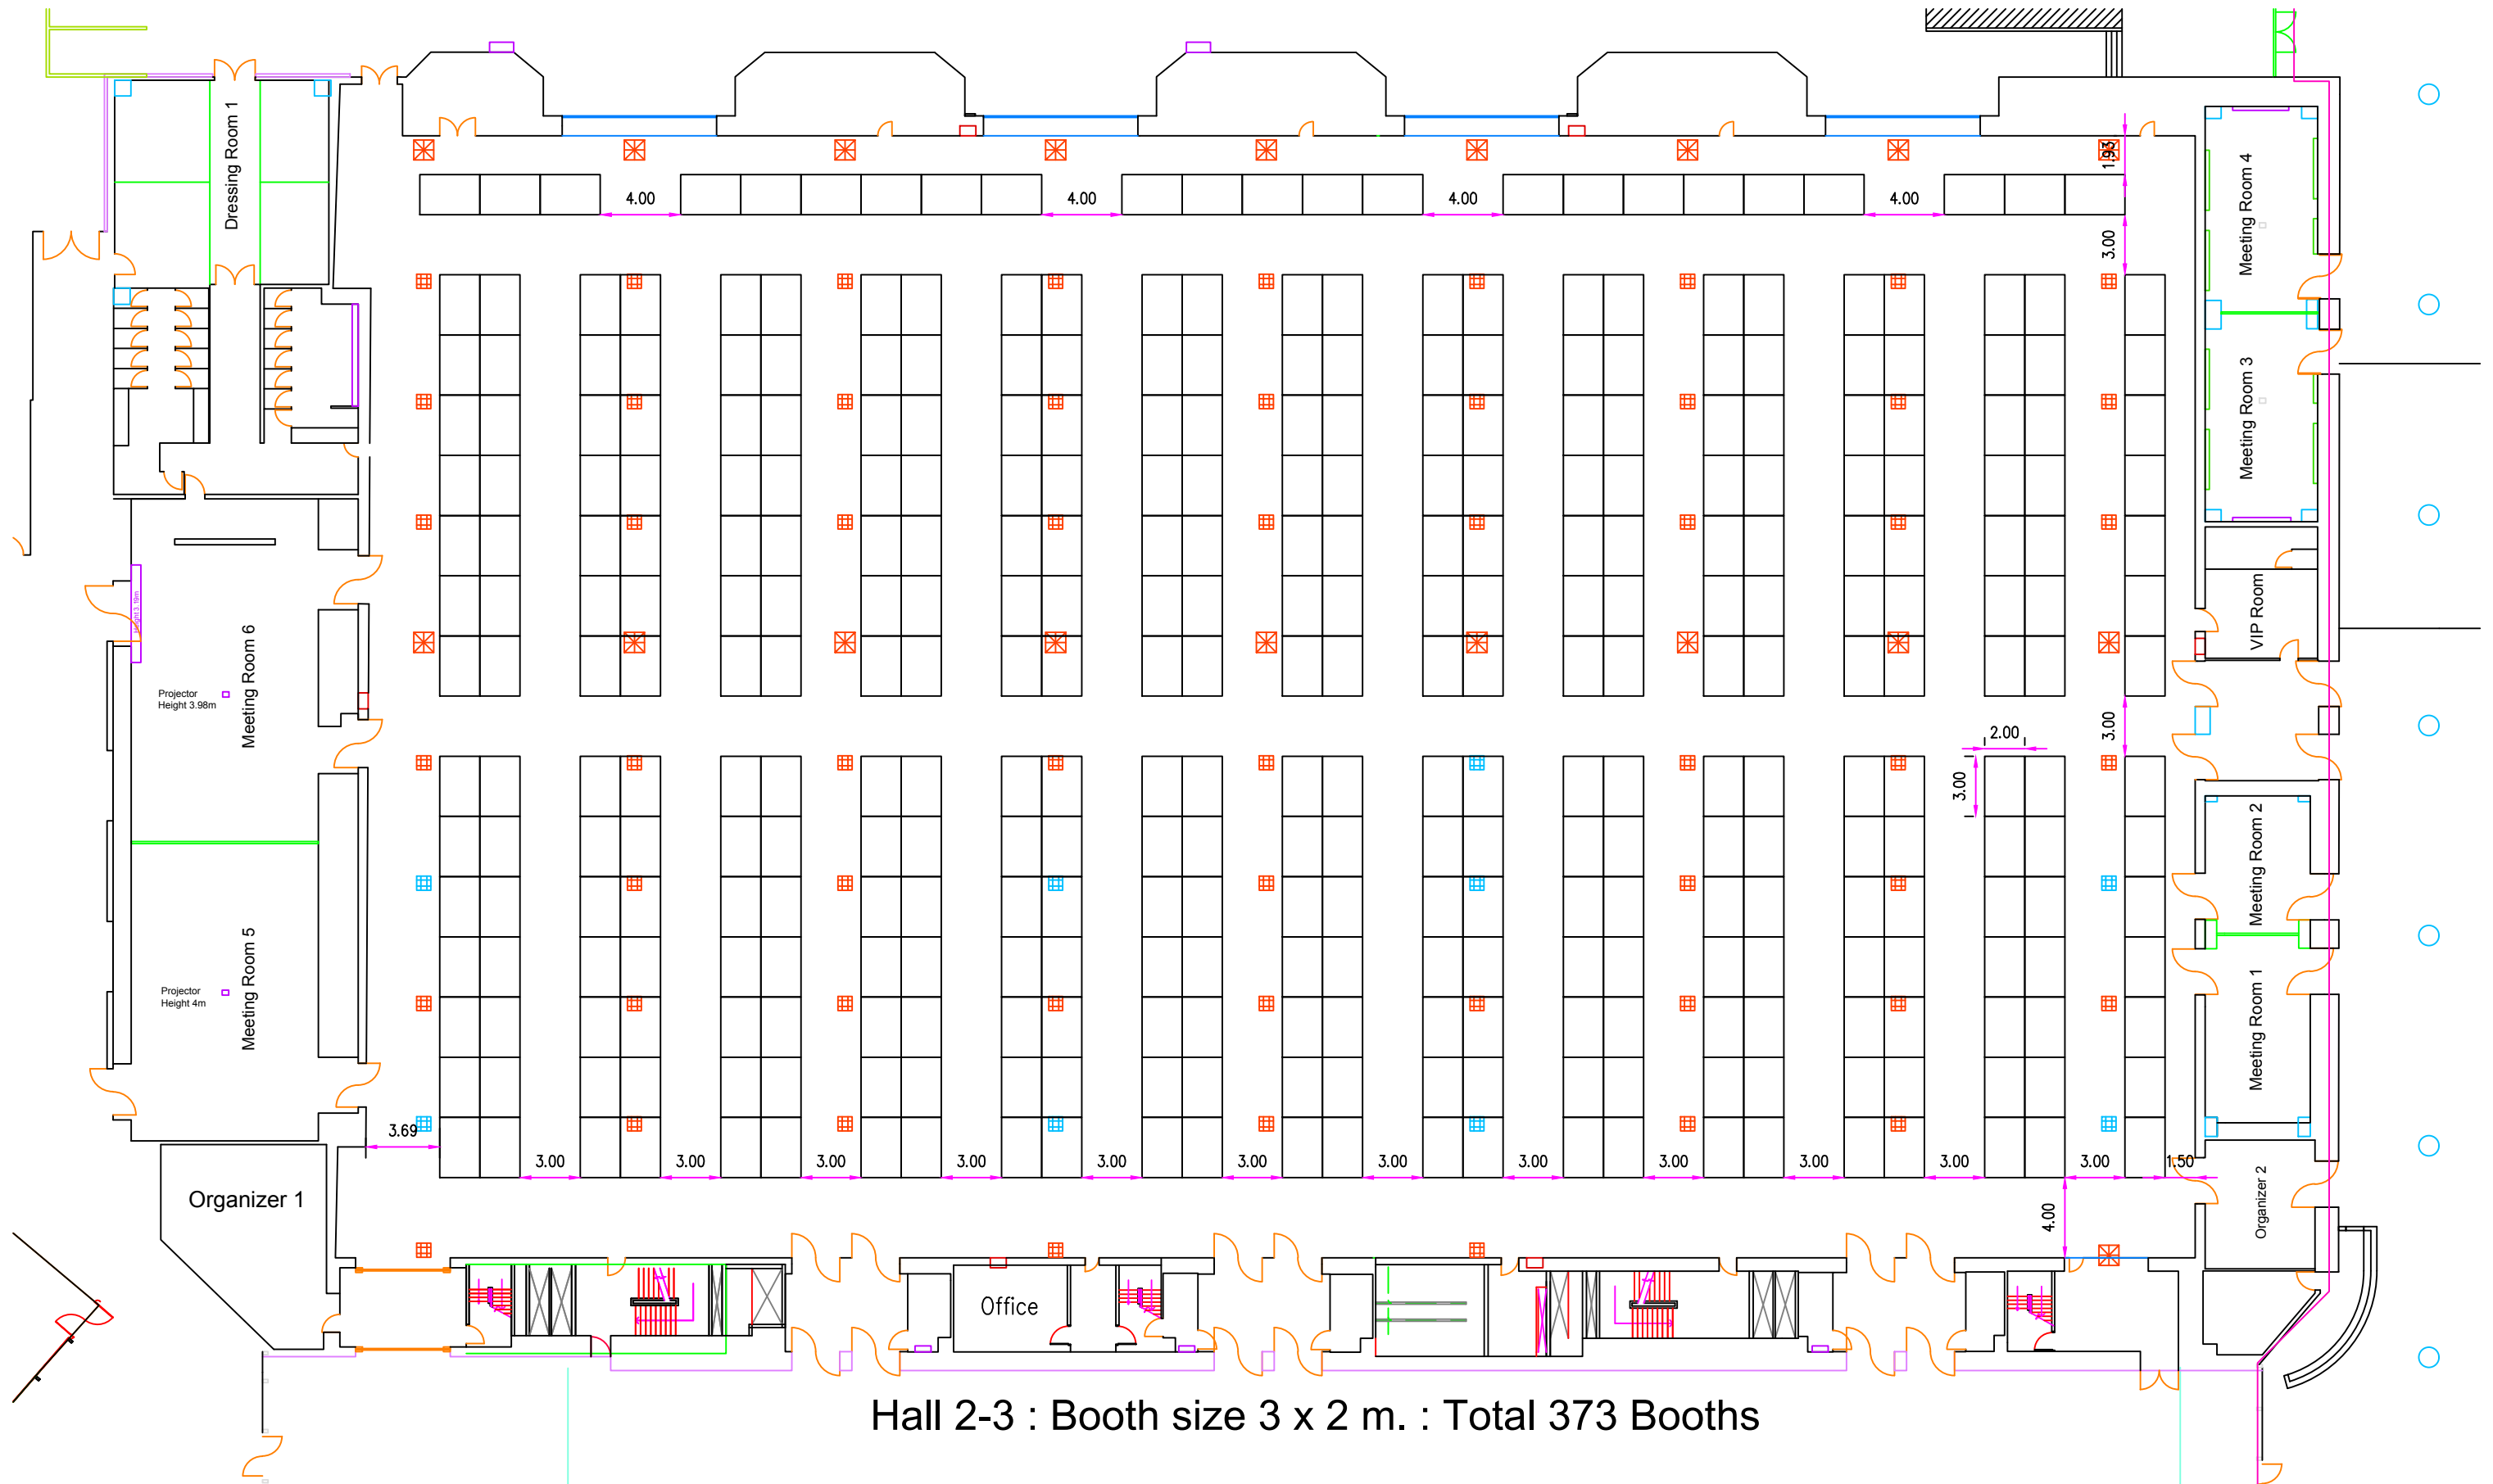 Dressing Room 1
4.00
4.00
4.00
4.00
1.93
3.00
Meeting Room 4
Meeting Room 3
VIP Room
Height 3.19m
Meeting Room 6
Projector
Height 3.98m
3.00
2.00
3.00
Meeting Room 2
Meeting Room 5
Projector
Height 4m
Meeting Room 1
3.69
3.00
3.00
3.00
3.00
3.00
3.00
3.00
3.00
3.00
3.00
3.00
3.00
1.50
Organizer 1
4.00
Organizer 2
Office
Hall 2-3 : Booth size 3 x 2 m. : Total 373 Booths